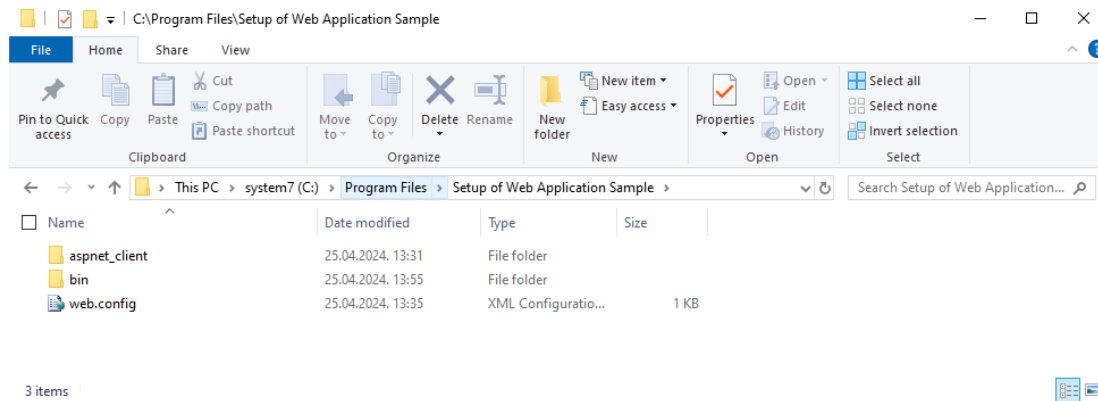 C:\Program Files\Setup of Web Application Sample
File Home Share View
Pin to Quick access
Copy
Paste
Cut
Copy path
Paste shortcut
Clipboard
Move to
Copy to
Delete
Rename
Organize
New folder
New item
Easy access
New
Properties
Open
Edit
History
Open
Select all
Select none
Invert selection
Select
This PC > system7 (C:) > Program Files > Setup of Web Application Sample >
Search Setup of Web Application...
Name Date modified Type Size
aspnet_client 25.04.2024. 13:31 File folder
bin 25.04.2024. 13:55 File folder
web.config 25.04.2024. 13:35 XML Configuratio... 1 KB
3 items